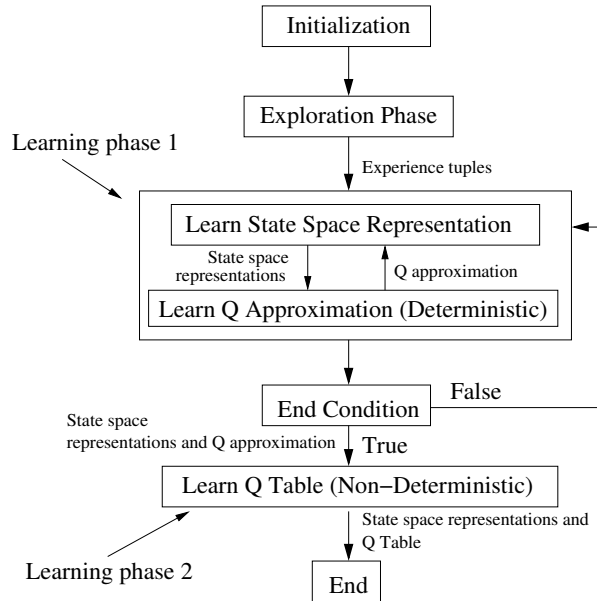 Initialization
Exploration Phase
Learning phase 1
Experience tuples
Learn State Space Representation
State space
representations
Q approximation
Learn Q Approximation (Deterministic)
End Condition
False
State space
representations and Q approximation
True
Learn Q Table (Non−Deterministic)
State space representations and
Q Table
Learning phase 2
End